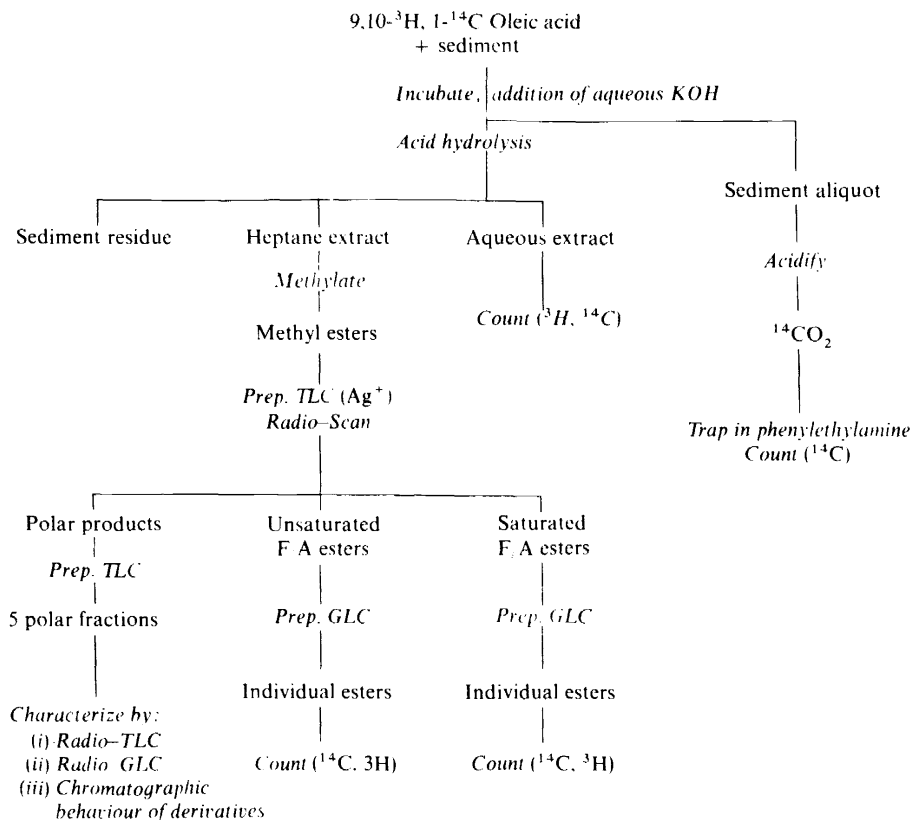 9,10-³H, 1-¹⁴C Oleic acid
+ sediment
Incubate, addition of aqueous KOH
Acid hydrolysis
Sediment aliquot
Sediment residue Heptane extract Aqueous extract
Acidify
Methylate
Count (³H, ¹⁴C)
¹⁴CO₂
Methyl esters
Prep. TLC (Ag⁺)
Radio–Scan
Trap in phenylethylamine
Count (¹⁴C)
Polar products Unsaturated Saturated
F A esters F A esters
Prep. TLC
Prep. GLC Prep. GLC
5 polar fractions
Individual esters Individual esters
Characterize by:
(i) Radio–TLC
(ii) Radio GLC
(iii) Chromatographic
behaviour of derivatives
Count (¹⁴C. 3H) Count (¹⁴C, ³H)